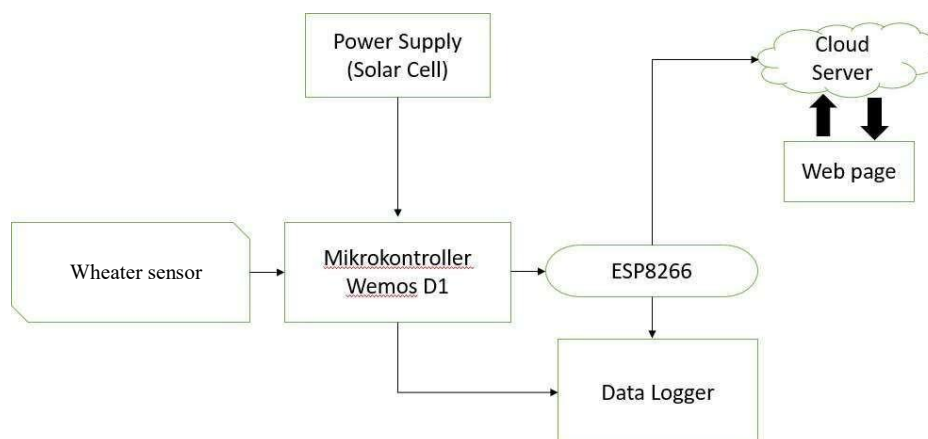 Power Supply
(Solar Cell)
Cloud
Server
Web page
Wheater sensor
Mikrokontroller
Wemos D1
ESP8266
Data Logger